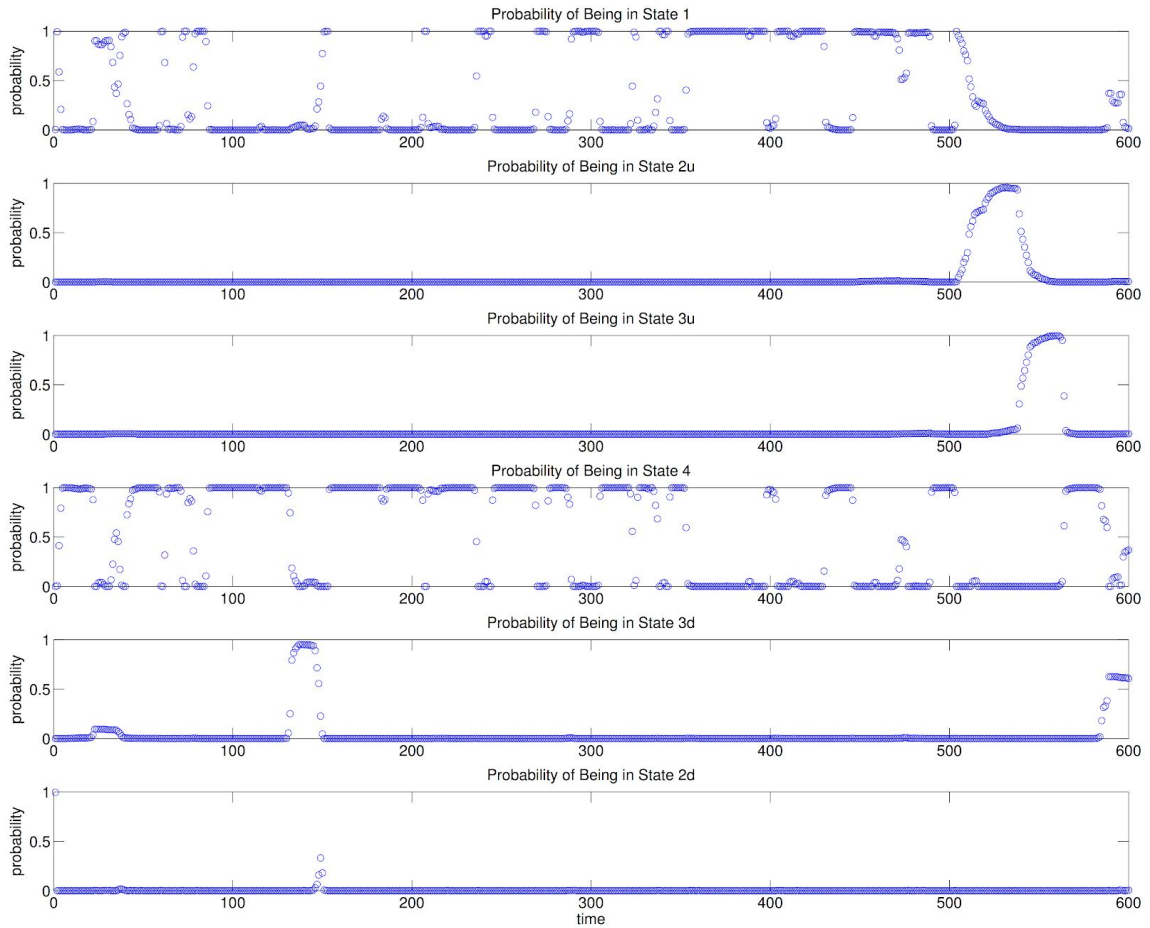 Probability of Being in State 1
probability
1
0.5
0
0 100 200 300 400 500 600
Probability of Being in State 2u
probability
1
0.5
0
0 100 200 300 400 500 600
Probability of Being in State 3u
probability
1
0.5
0
0 100 200 300 400 500 600
Probability of Being in State 4
probability
1
0.5
0
0 100 200 300 400 500 600
Probability of Being in State 3d
probability
1
0.5
0
0 100 200 300 400 500 600
Probability of Being in State 2d
probability
1
0.5
0
0 100 200 300 400 500 600
time